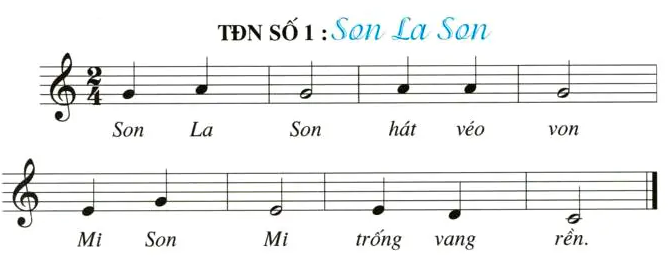 TĐN SỐ 1 : Son La Son
2 4
Son La Son hát véo von
Mi Son Mi trống vang rền.